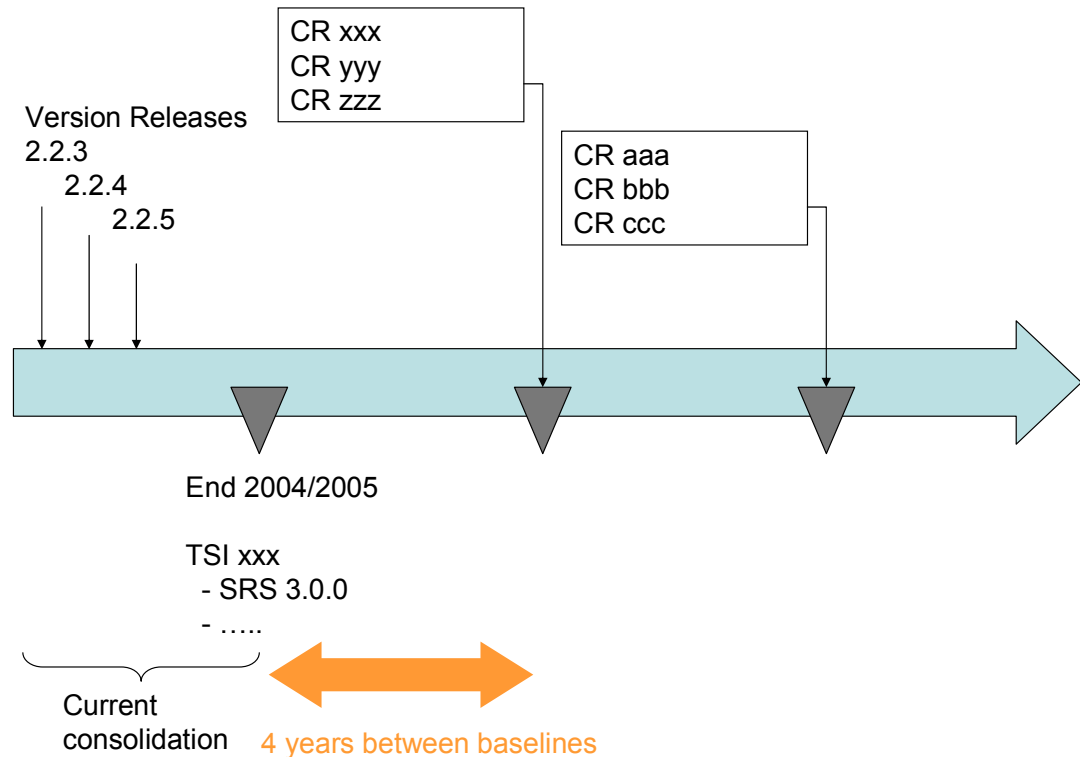 CR xxx
CR yyy
CR zzz
Version Releases
2.2.3
2.2.4
2.2.5
CR aaa
CR bbb
CR ccc
End 2004/2005
TSI xxx
- SRS 3.0.0
- …..
Current
consolidation
4 years between baselines